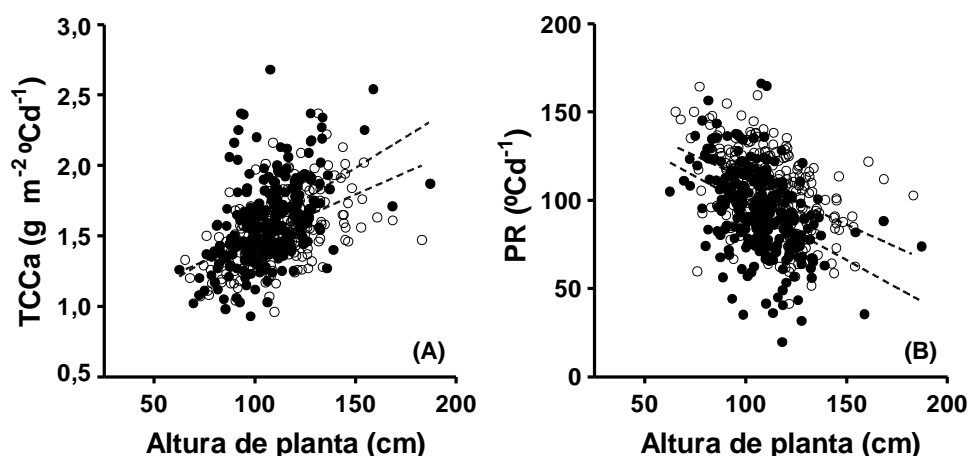 3,0
2,5
2,0
1,5
1,0
0,5
TCCa (g m-2 ºCd-1)
50 100 150 200
Altura de planta (cm)
(A)
200
150
100
50
0
PR (ºCd-1)
50 100 150 200
Altura de planta (cm)
(B)